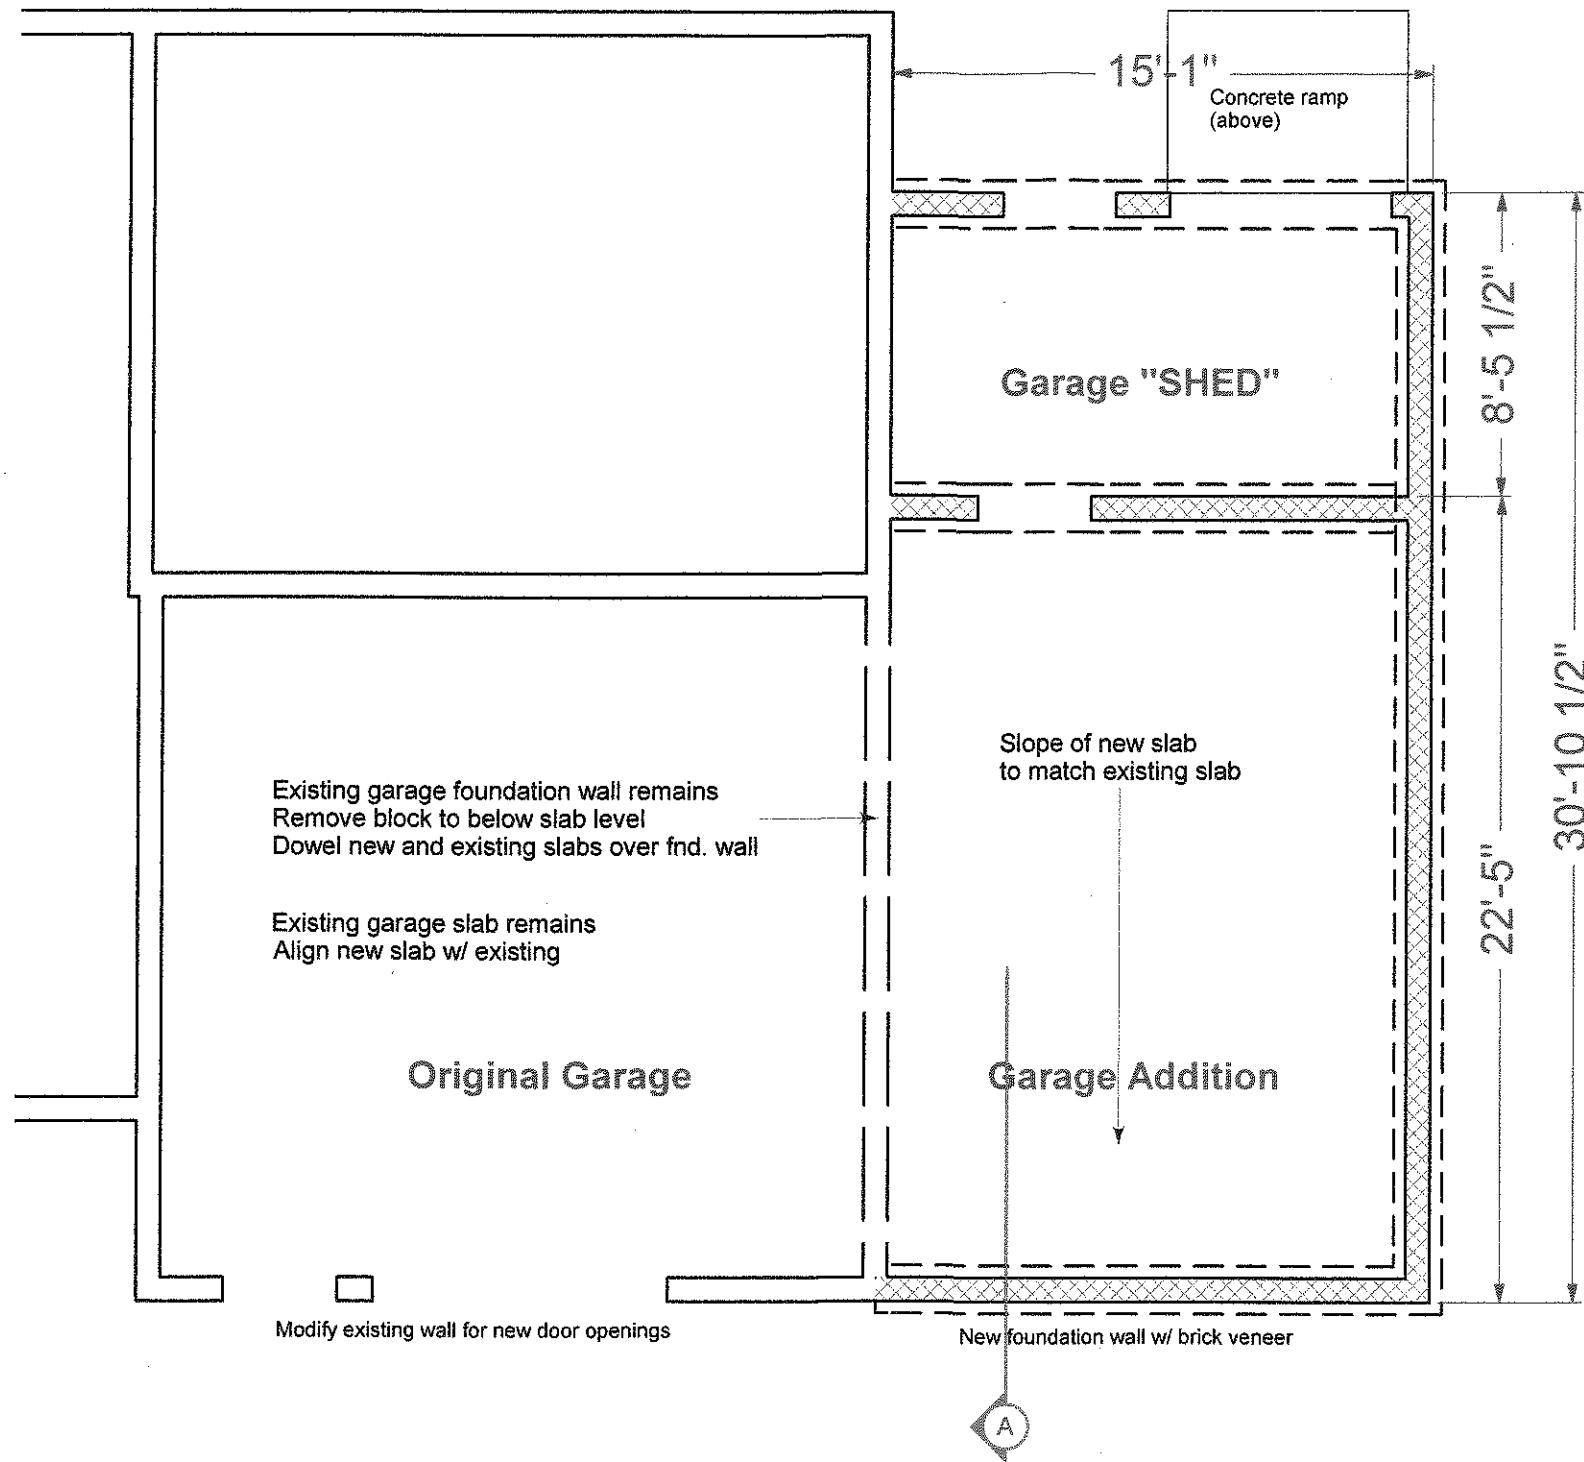 15'-1"
Concrete ramp
(above)
8'-5 1/2"
30'-10 1/2"
22'-5"
Garage "SHED"
Slope of new slab
to match existing slab
Existing garage foundation wall remains
Remove block to below slab level
Dowel new and existing slabs over fnd. wall
Existing garage slab remains
Align new slab w/ existing
Original Garage
Garage Addition
Modify existing wall for new door openings
New foundation wall w/ brick veneer
A